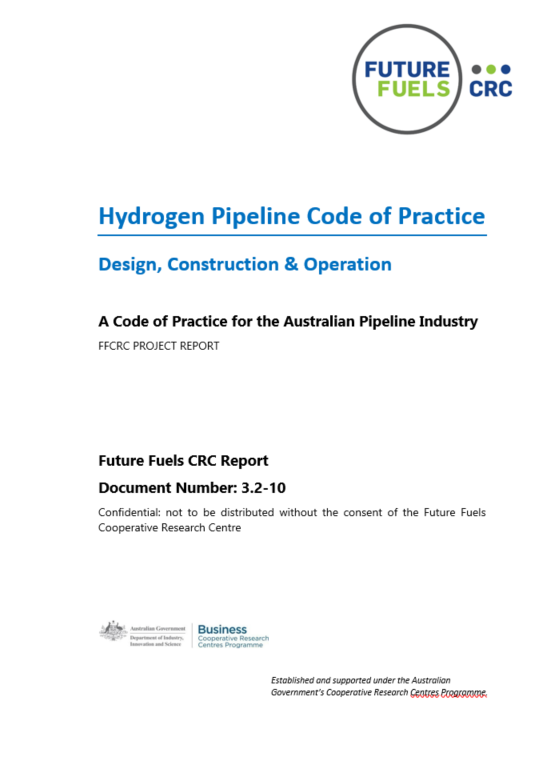 FUTURE
FUELS
CRC
Hydrogen Pipeline Code of Practice
Design, Construction & Operation
A Code of Practice for the Australian Pipeline Industry
FFCRC PROJECT REPORT
Future Fuels CRC Report
Document Number: 3.2-10
Confidential: not to be distributed without the consent of the Future Fuels
Cooperative Research Centre
Australian Government
Department of Industry,
Innovation and Science
Business
Cooperative Research
Centres Programme
Established and supported under the Australian
Government's Cooperative Research Centres Programme.